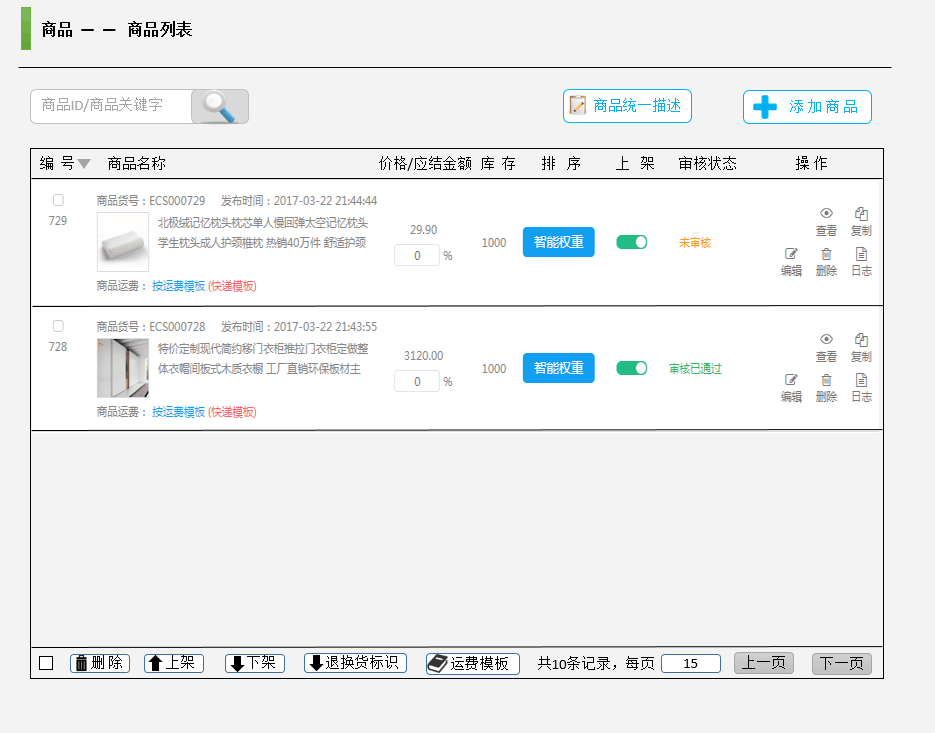 商品 — — 商品列表
商品ID/商品关键字
商品统一描述
添加商品
编 号 商品名称 价格/应结金额 库 存 排 序 上 架 审核状态 操 作
商品货号：ECS000729 发布时间：2017-03-22 21:44:44
729
北极绒记忆枕头枕芯单人慢回弹太空记忆枕头
学生枕头成人护颈椎枕 热销40万件 舒适护颈
29.90
0 %
1000
智能权重
未审核
查看 复制
编辑 删除 日志
商品运费： 按运费模板 (快递模板)
商品货号：ECS000728 发布时间：2017-03-22 21:43:55
728
特价定制现代简约移门衣柜推拉门衣柜定做整
体衣帽间板式木质衣橱 工厂直销环保板材主
3120.00
0 %
1000
智能权重
审核已通过
查看 复制
编辑 删除 日志
商品运费： 按运费模板 (快递模板)
删除 上架 下架 退换货标识 运费模板 共10条记录，每页 15 上一页 下一页